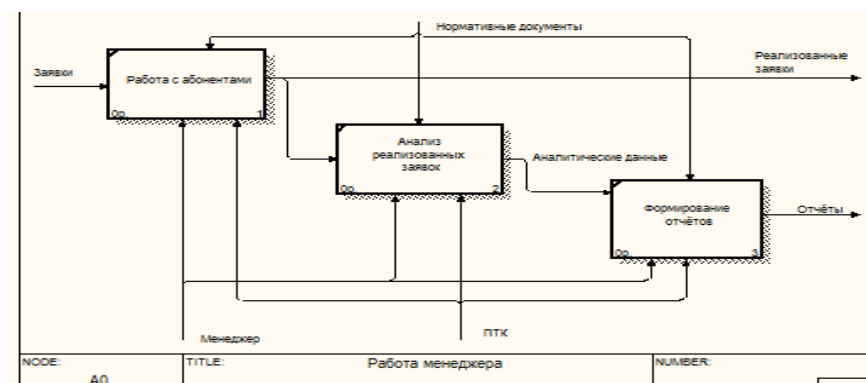 Нормативные документы
Заявки
Работа с абонентами
0р.
1
Реализованные
заявки
Анализ
реализованных
заявок
0р.
2
Аналитические данные
Формирование
отчётов
0р.
3
Отчёты
Менеджер
ПТК
NODE:
A0
TITLE:
Работа менеджера
NUMBER: